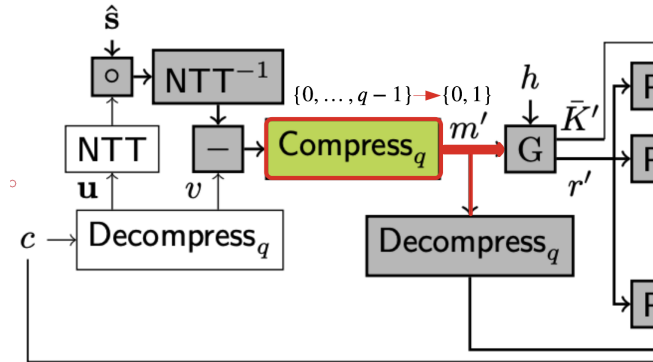 ŝ
∘
NTT⁻¹
{0, …, q − 1} → {0, 1}
h
NTT
−
Compress_q
m′
G
K̄′
u
v
r′
c
Decompress_q
Decompress_q